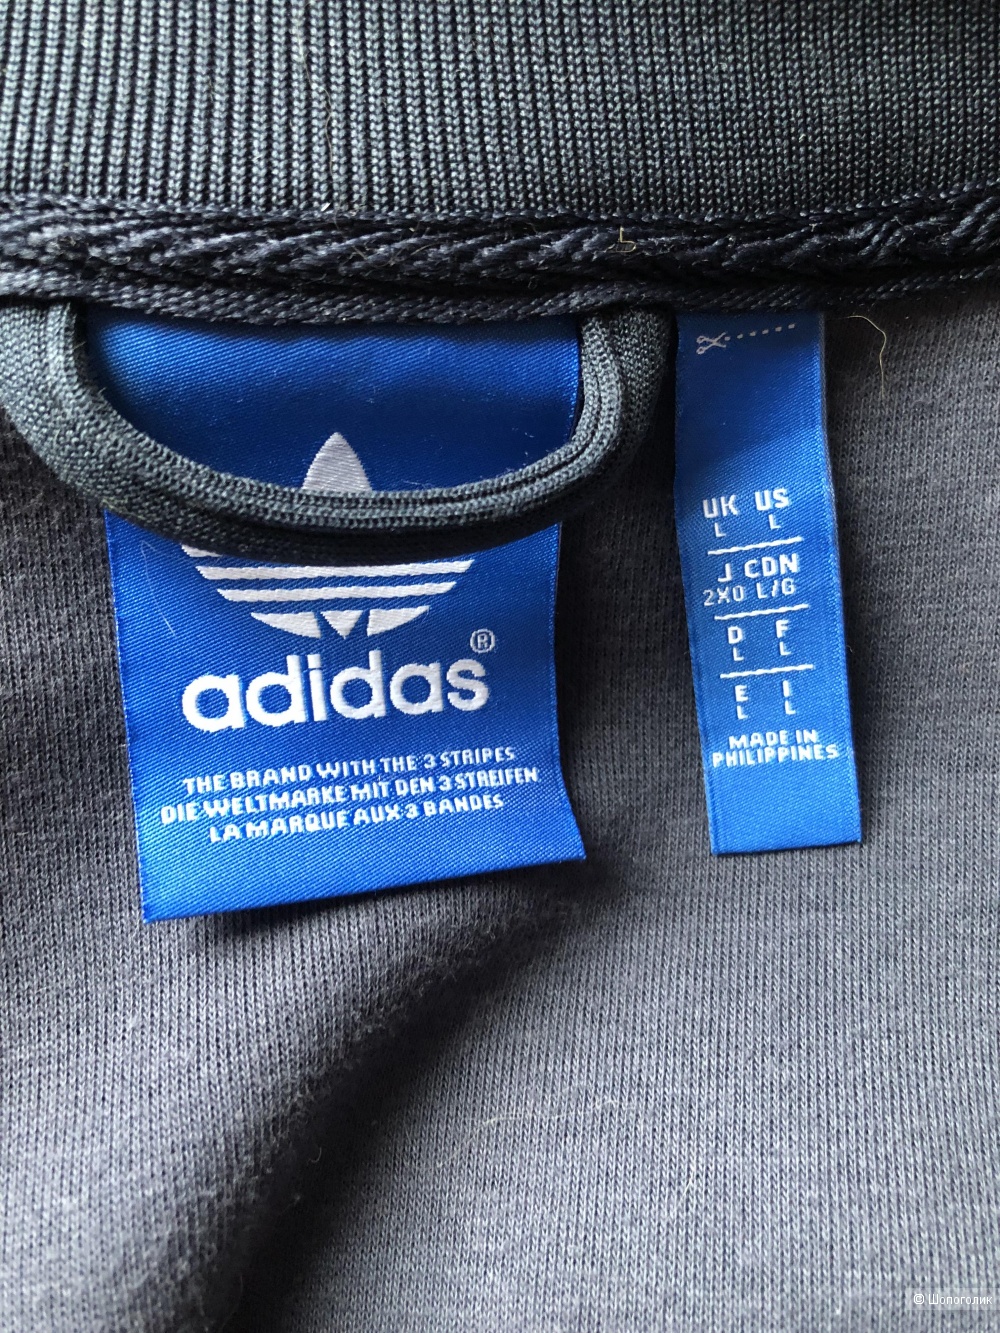 adidas®
THE BRAND WITH THE 3 STRIPES
DIE WELTMARKE MIT DEN 3 STREIFEN
LA MARQUE AUX 3 BANDES
UK US
L L
J CDN
2XO L/G
D F
L L
E I
L L
MADE IN
PHILIPPINES
© Шопоголик